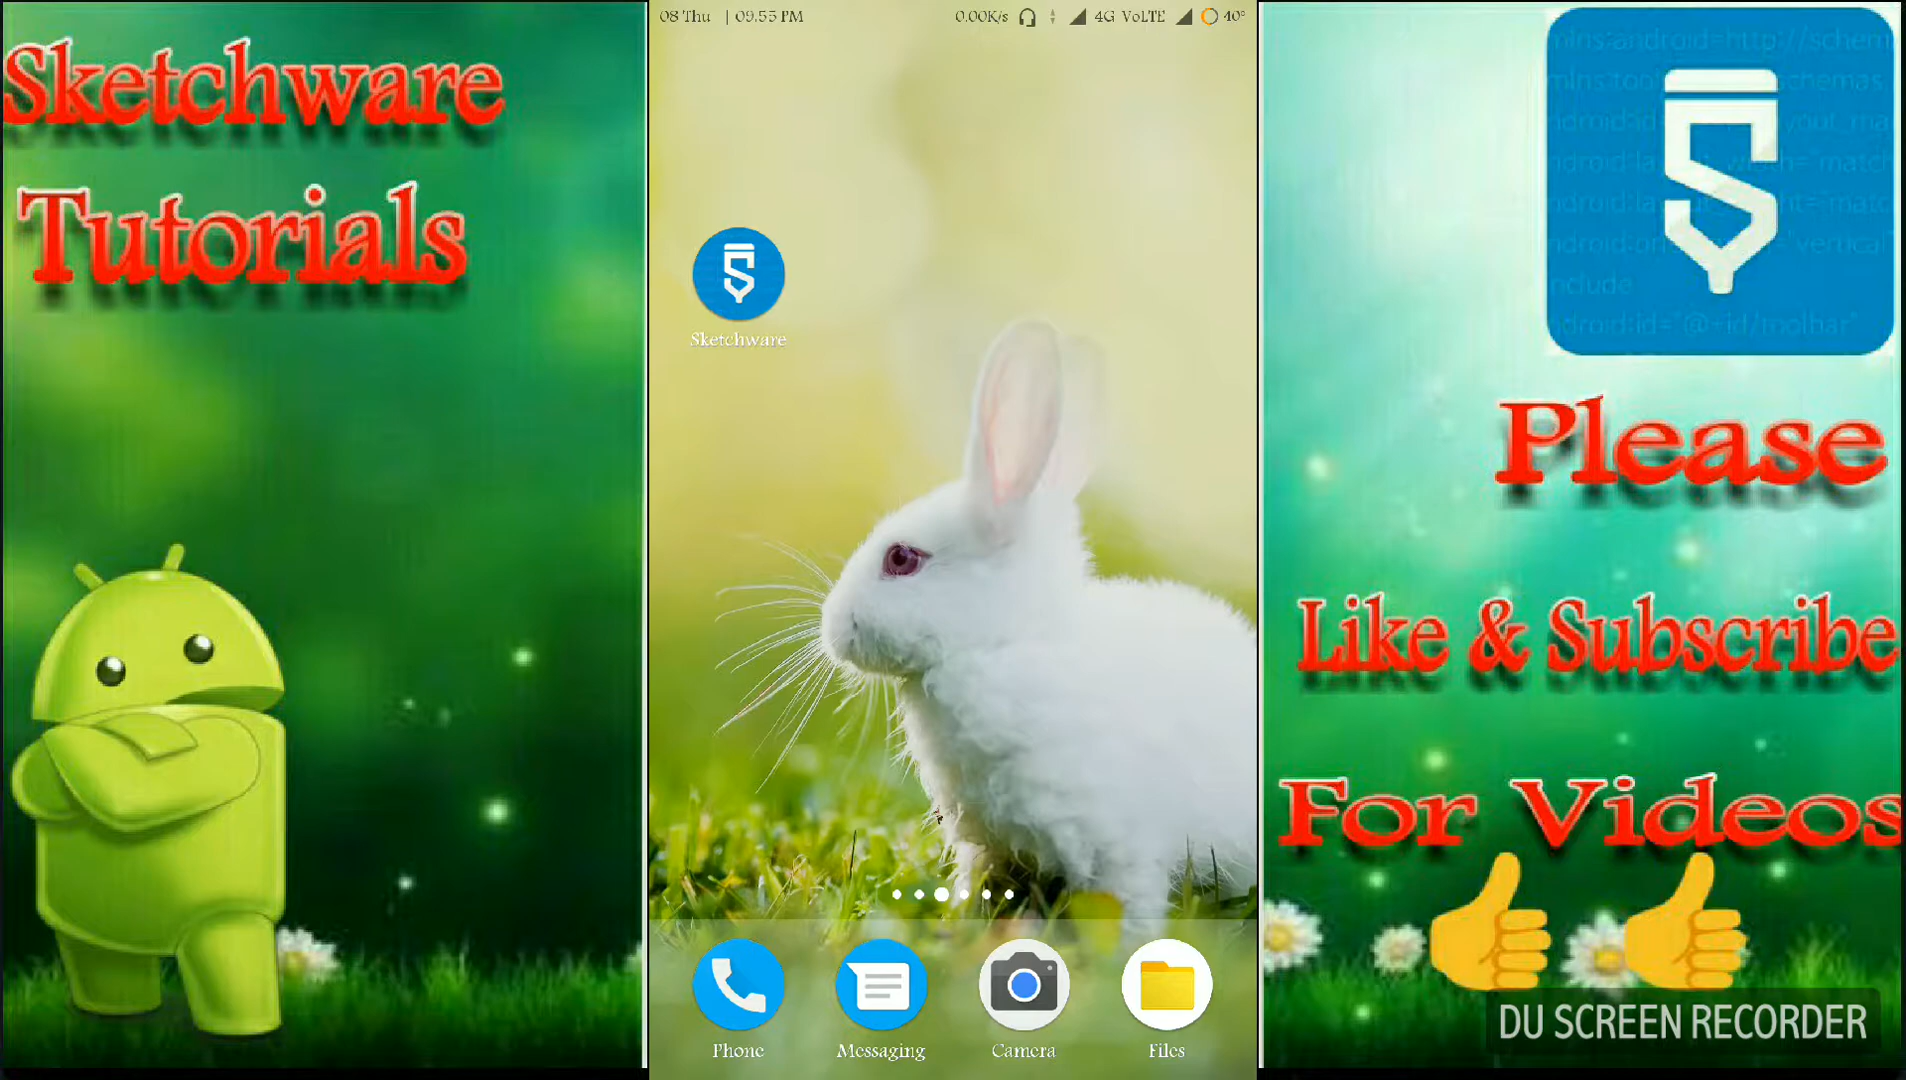 Sketchware
Tutorials
08 Thu | 09.55 PM
0.00K/s 4G VoLTE 40°
Sketchware
Phone
Messaging
Camera
Files
Please
Like & Subscribe
For Videos
DU SCREEN RECORDER